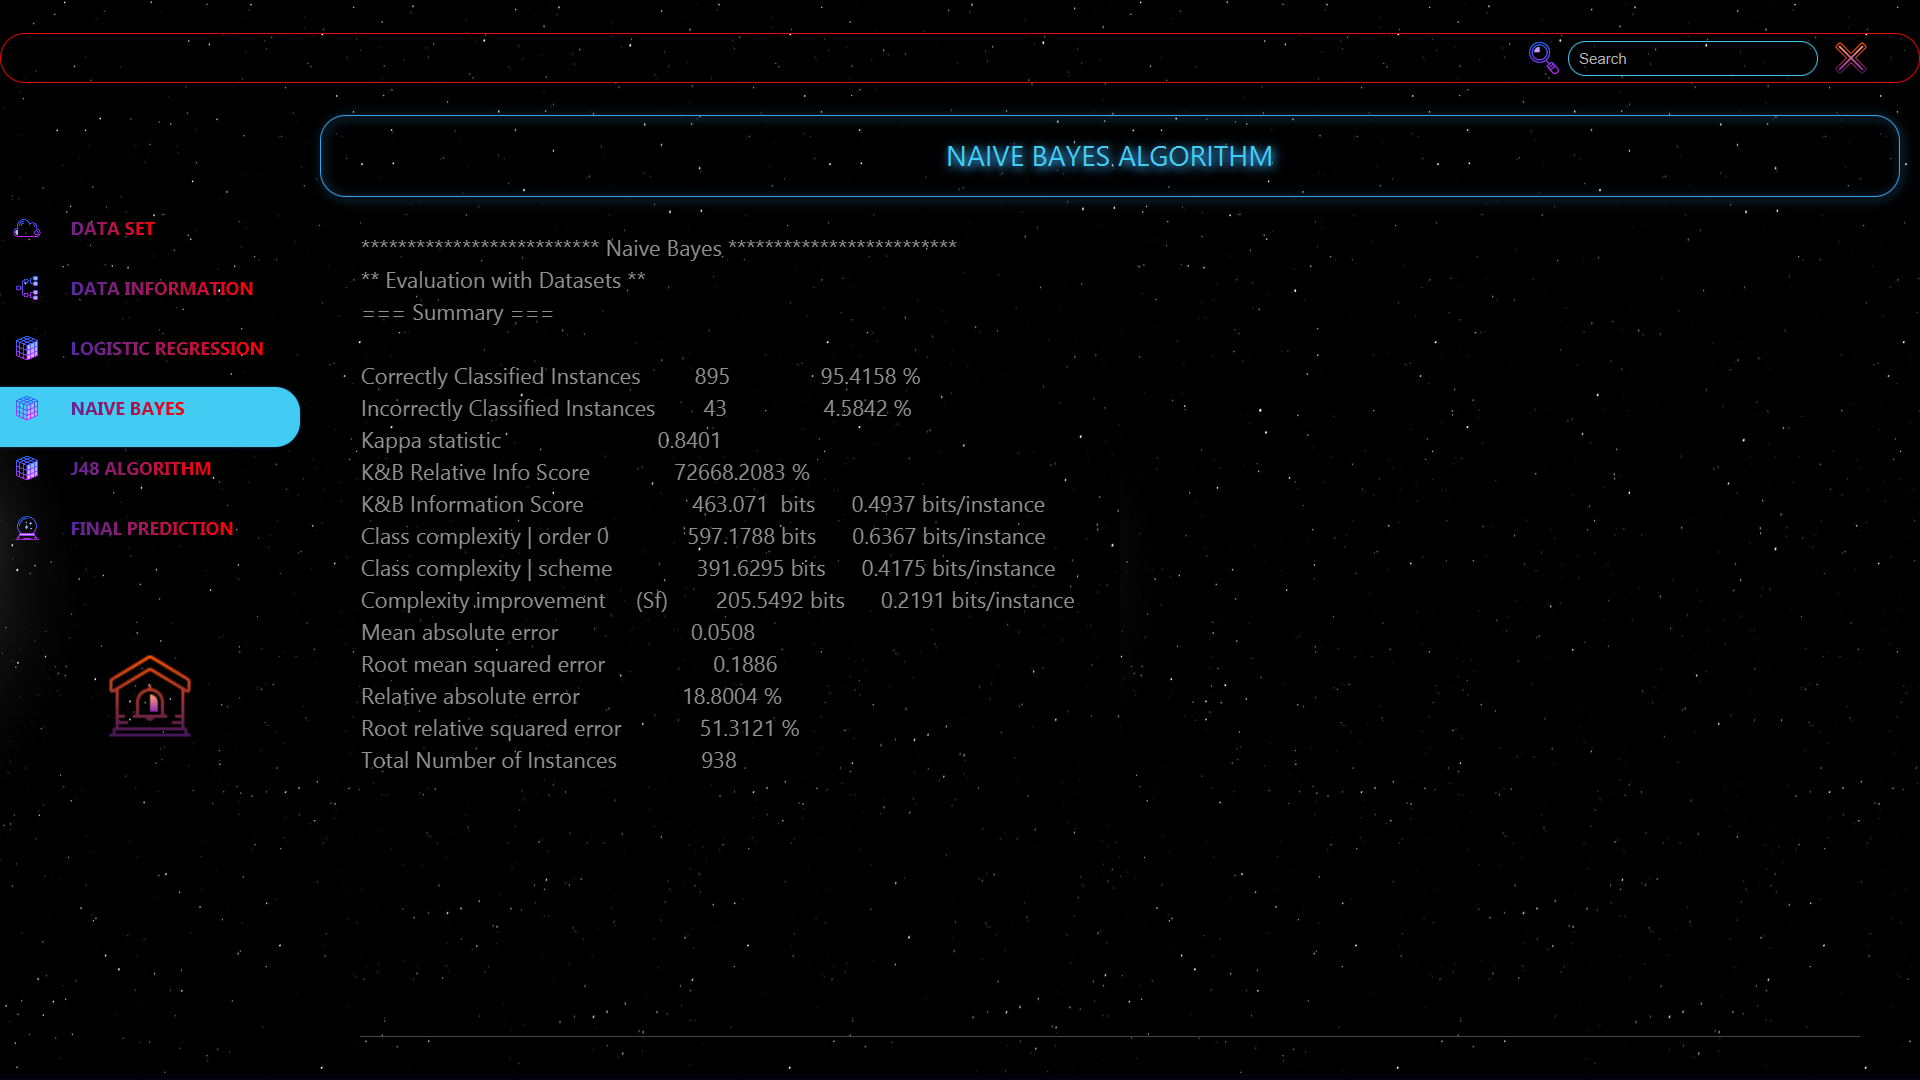 Search
NAIVE BAYES ALGORITHM
DATA SET
DATA INFORMATION
LOGISTIC REGRESSION
NAIVE BAYES
J48 ALGORITHM
FINAL PREDICTION
************************** Naive Bayes *************************
** Evaluation with Datasets **
=== Summary ===
Correctly Classified Instances 895 95.4158 %
Incorrectly Classified Instances 43 4.5842 %
Kappa statistic 0.8401
K&B Relative Info Score 72668.2083 %
K&B Information Score 463.071 bits 0.4937 bits/instance
Class complexity | order 0 597.1788 bits 0.6367 bits/instance
Class complexity | scheme 391.6295 bits 0.4175 bits/instance
Complexity improvement (Sf) 205.5492 bits 0.2191 bits/instance
Mean absolute error 0.0508
Root mean squared error 0.1886
Relative absolute error 18.8004 %
Root relative squared error 51.3121 %
Total Number of Instances 938